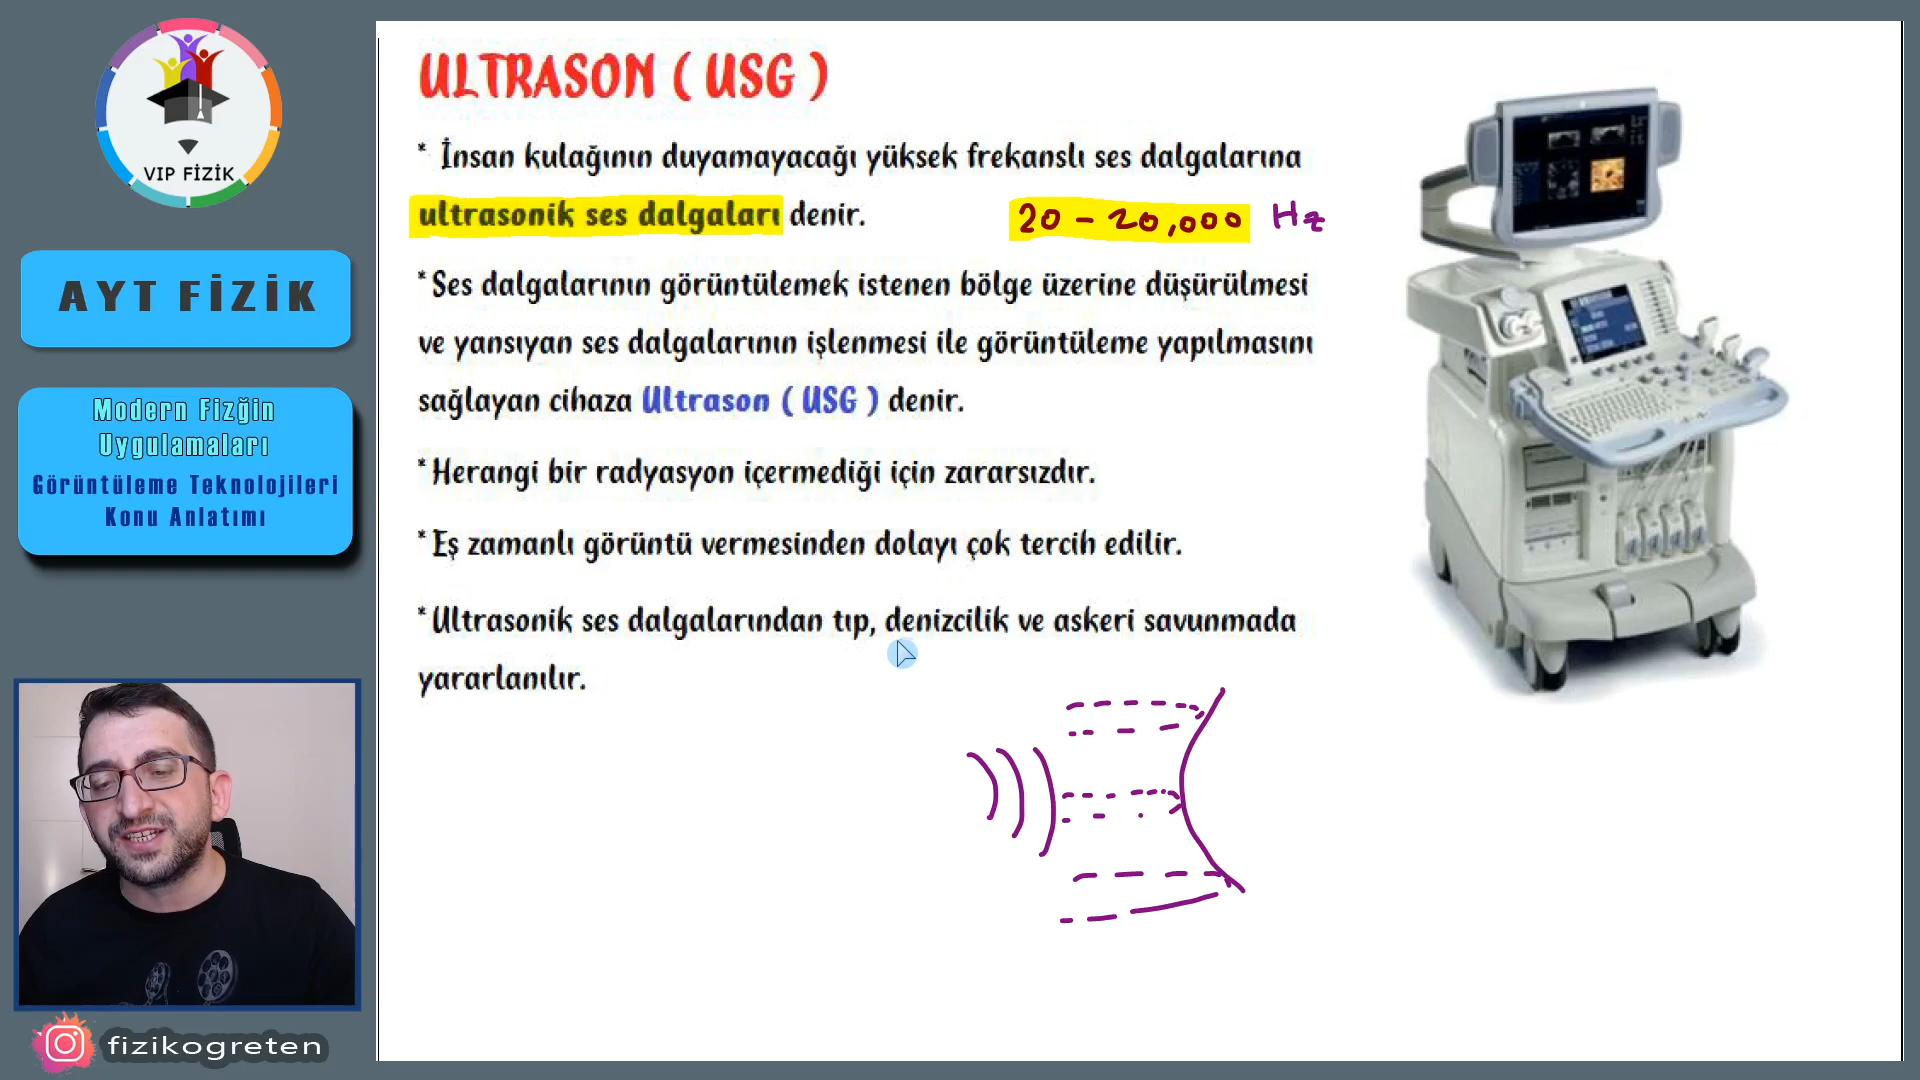 VIP FİZİK
AYT FİZİK
Modern Fizğin
Uygulamaları
Görüntüleme Teknolojileri
Konu Anlatımı
fizikogreten
ULTRASON ( USG )
* İnsan kulağının duyamayacağı yüksek frekanslı ses dalgalarına
ultrasonik ses dalgaları denir.
20 - 20,000 Hz
* Ses dalgalarının görüntülemek istenen bölge üzerine düşürülmesi
ve yansıyan ses dalgalarının işlenmesi ile görüntüleme yapılmasını
sağlayan cihaza Ultrason ( USG ) denir.
* Herangi bir radyasyon içermediği için zararsızdır.
* Eş zamanlı görüntü vermesinden dolayı çok tercih edilir.
* Ultrasonik ses dalgalarından tıp, denizcilik ve askeri savunmada
yararlanılır.